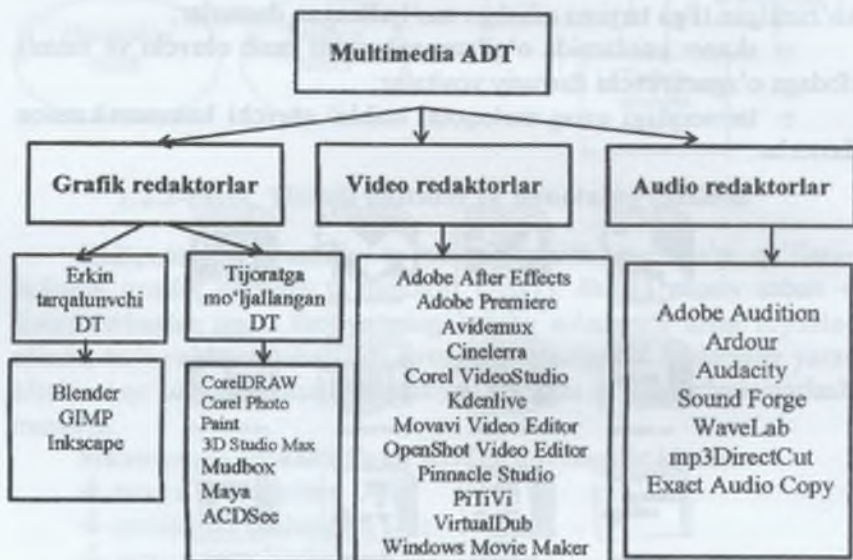 Multimedia ADT
Grafik redaktorlar
Video redaktorlar
Audio redaktorlar
Erkin
tarqalunvchi
DT
Tijoratga
mo‘ljallangan
DT
Blender
GIMP
Inkscape
CorelDRAW
Corel Photo
Paint
3D Studio Max
Mudbox
Maya
ACDSee
Adobe After Effects
Adobe Premiere
Avidemux
Cinelerra
Corel VideoStudio
Kdenlive
Movavi Video Editor
OpenShot Video Editor
Pinnacle Studio
PiTiVi
VirtualDub
Windows Movie Maker
Adobe Audition
Ardour
Audacity
Sound Forge
WaveLab
mp3DirectCut
Exact Audio Copy